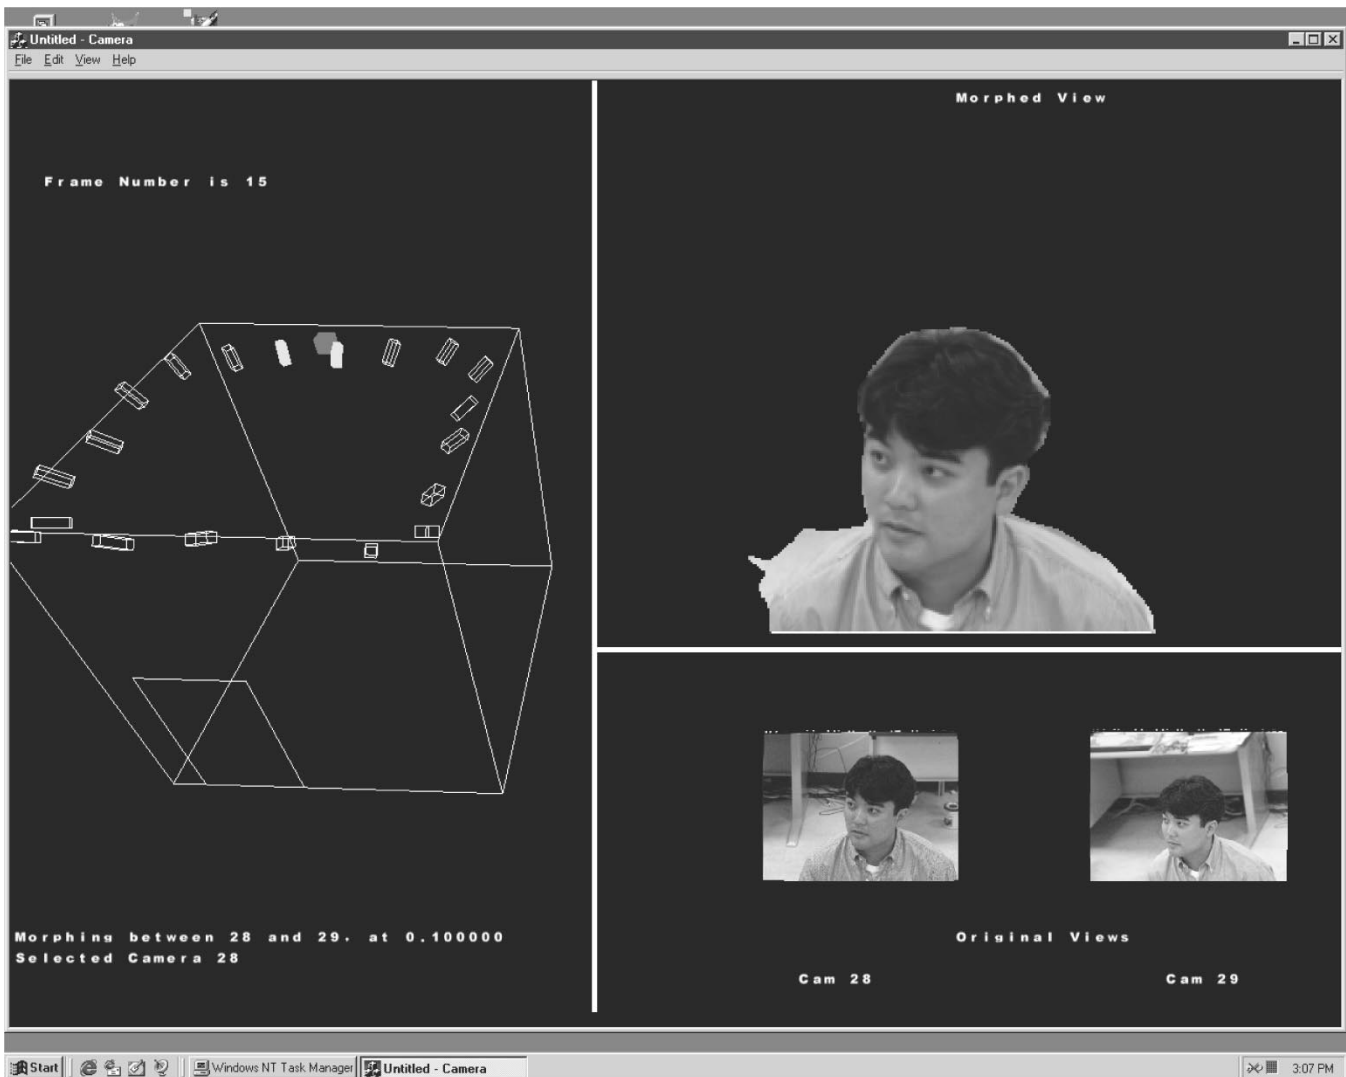 Untitled - Camera
File Edit View Help
Frame Number is 15
Morphing between 28 and 29. at 0.100000
Selected Camera 28
Morphed View
Original Views
Cam 28 Cam 29
Start Windows NT Task Manager Untitled - Camera 3:07 PM